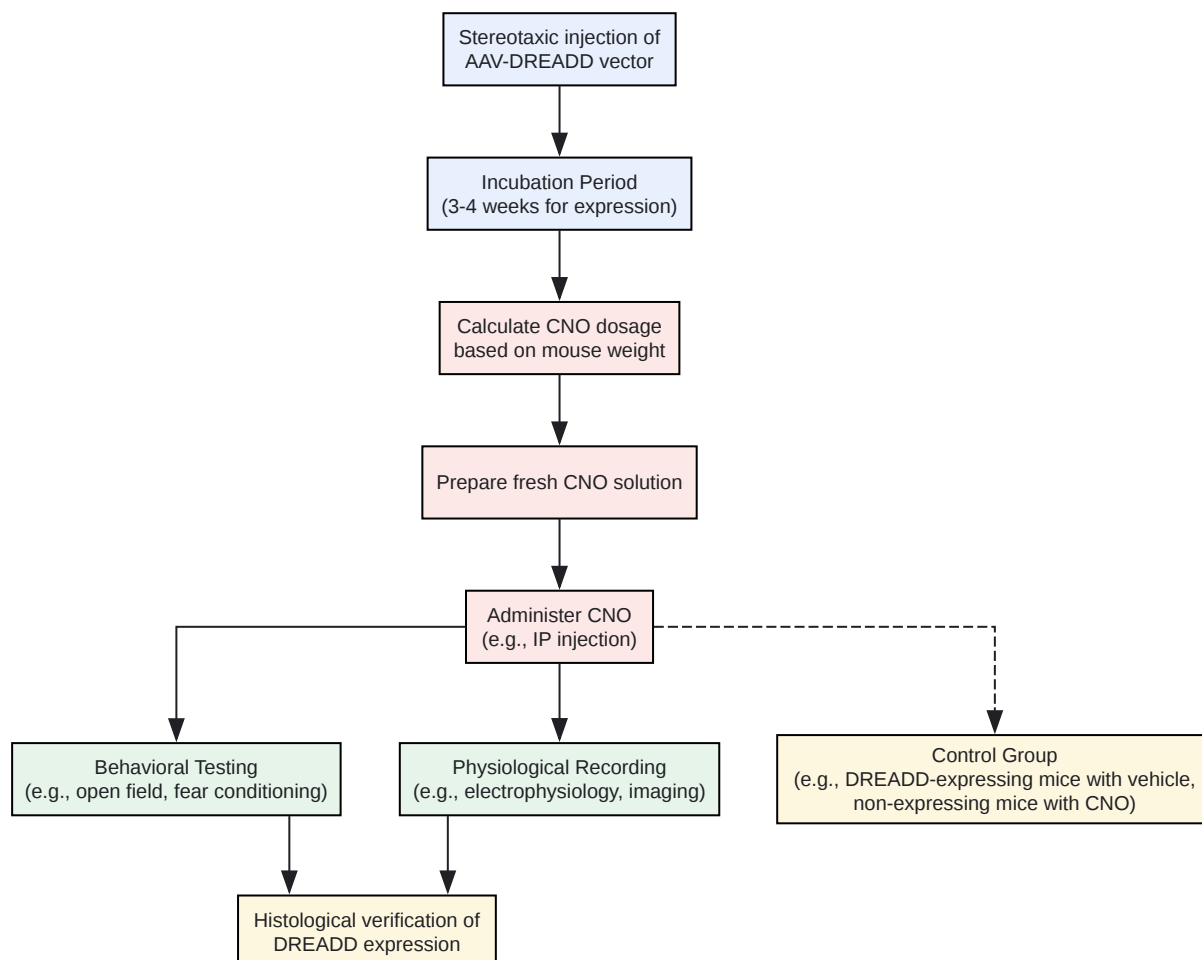 Stereotaxic injection of
AAV-DREADD vector
Incubation Period
(3-4 weeks for expression)
Calculate CNO dosage
based on mouse weight
Prepare fresh CNO solution
Administer CNO
(e.g., IP injection)
Behavioral Testing
(e.g., open field, fear conditioning)
Physiological Recording
(e.g., electrophysiology, imaging)
Control Group
(e.g., DREADD-expressing mice with vehicle,
non-expressing mice with CNO)
Histological verification of
DREADD expression